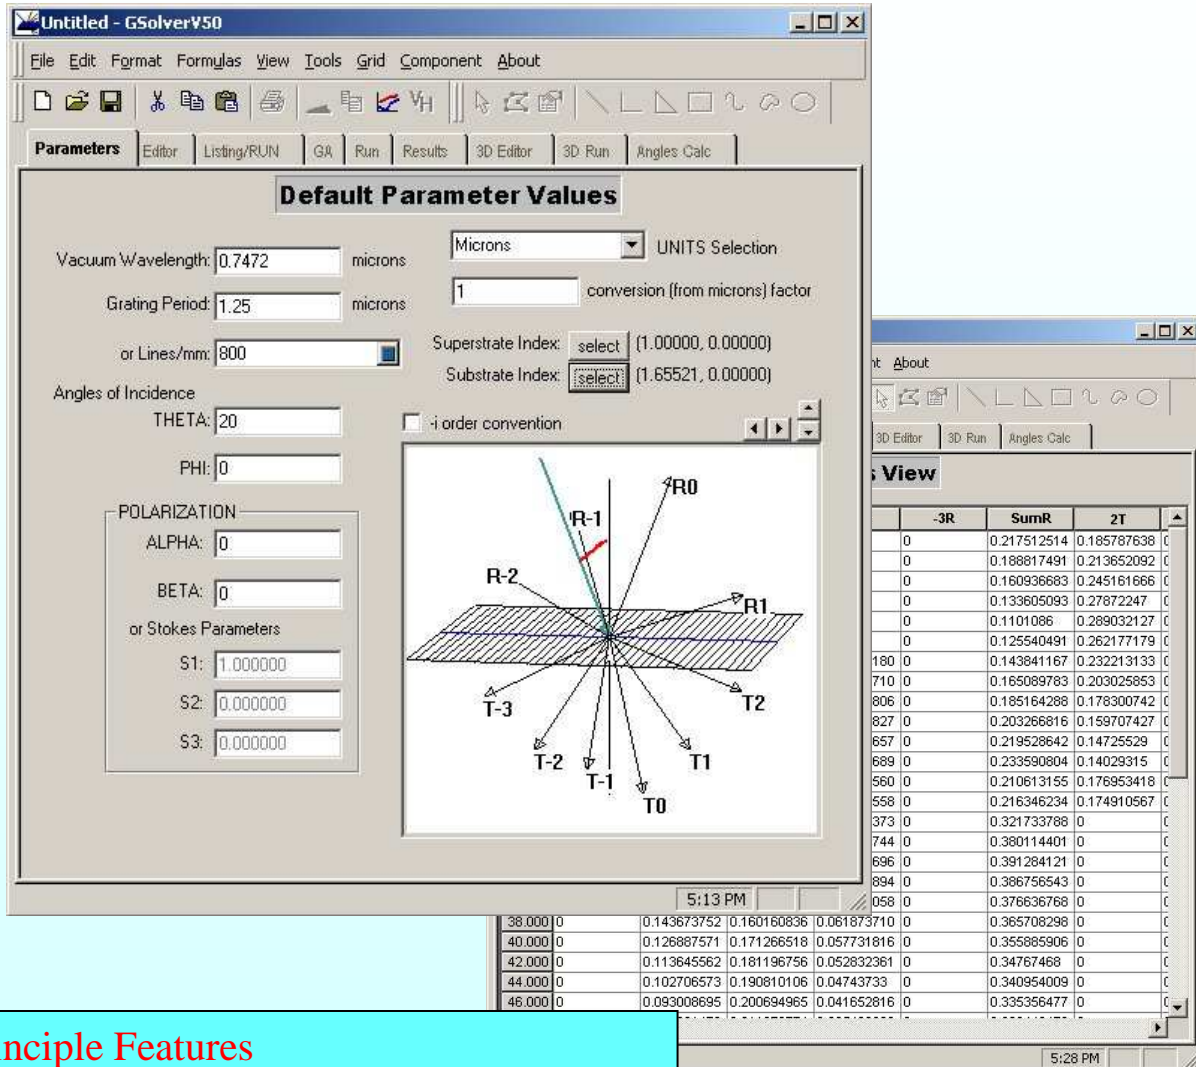 Untitled - GSolverV50
File Edit Format Formulas View Tools Grid Component About
Parameters Editor Listing/RUN GA Run Results 3D Editor 3D Run Angles Calc
Default Parameter Values
Vacuum Wavelength: 0.7472 microns
Grating Period: 1.25 microns
or Lines/mm: 800
Angles of Incidence
THETA: 20
PHI: 0
POLARIZATION
ALPHA: 0
BETA: 0
or Stokes Parameters
S1: 1.000000
S2: 0.000000
S3: 0.000000
Microns UNITS Selection
1 conversion (from microns) factor
Superstrate Index: select (1.00000, 0.00000)
Substrate Index: select (1.65521, 0.00000)
-i order convention
R0
R-1
R-2
R1
T-3
T2
T-2
T-1
T1
T0
5:13 PM
nt About
3D Editor 3D Run Angles Calc
s View
-3R SumR 2T
0 0.217512514 0.185787638
0 0.188817491 0.213652092
0 0.160936683 0.245161666
0 0.133605093 0.27872247
0 0.1101086 0.289032127
0 0.125540491 0.262177179
180 0 0.143841167 0.232213133
710 0 0.165089783 0.203025853
806 0 0.185164288 0.178300742
827 0 0.203266816 0.159707427
657 0 0.219528642 0.14725529
689 0 0.233590804 0.14029315
560 0 0.210613155 0.176953418
558 0 0.216346234 0.174910567
373 0 0.321733788 0
744 0 0.380114401 0
696 0 0.391284121 0
894 0 0.386756543 0
058 0 0.376636768 0
38.000 0 0.143673752 0.160160836 0.061873710 0 0.365708298 0
40.000 0 0.126887571 0.171266518 0.057731816 0 0.355885906 0
42.000 0 0.113645562 0.181196756 0.052832361 0 0.34767468 0
44.000 0 0.102706573 0.190810106 0.04743733 0 0.340954009 0
46.000 0 0.093008695 0.200694965 0.041652816 0 0.335356477 0
5:28 PM
nciple Features